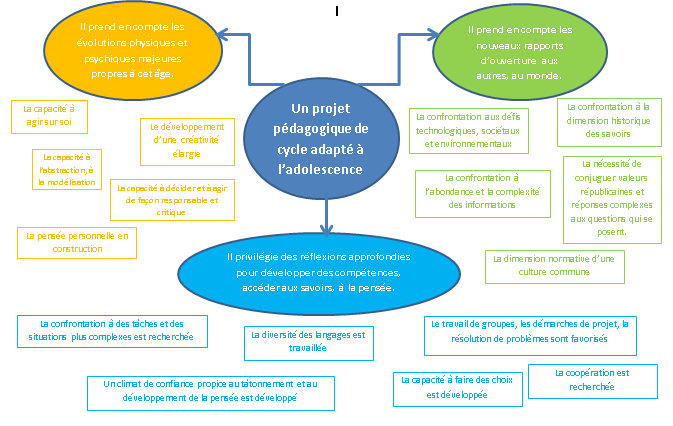 I
Il prend en compte les
évolutions physiques et
psychiques majeures
propres à cet âge.
Il prend en compte les
nouveaux rapports
d'ouverture aux
autres, au monde.
Un projet
pédagogique de
cycle adapté à
l'adolescence
La capacité à
agir sur soi
Le développement
d'une créativité
élargie
La capacité à
l'abstraction, à
la modélisation
La capacité à décider et à agir
de façon responsable et
critique
La pensée personnelle en
construction
La confrontation aux défis
technologiques, sociétaux
et environnementaux
La confrontation à la
dimension historique
des savoirs
La confrontation à
l'abondance et la complexité
des informations
La nécessité de
conjuguer valeurs
républicaines et
réponses complexes
aux questions qui se
posent.
La dimension normative d'une
culture commune
Il privilégie des réflexions approfondies
pour développer des compétences,
accéder aux savoirs, à la pensée.
La confrontation à des tâches et des
situations plus complexes est recherchée
La diversité des langages est
travaillée
Le travail de groupes, les démarches de projet, la
résolution de problèmes sont favorisés
Un climat de confiance propice au tâtonnement et au
développement de la pensée est développé
La capacité à faire des choix
est développée
La coopération est
recherchée